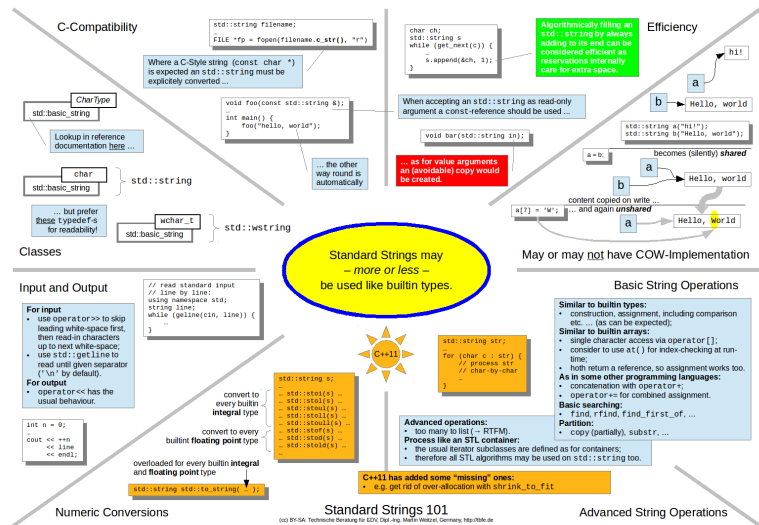 C-Compatibility
std::string filename;
…
FILE *fp = fopen(filename.c_str(), "r")
Where a C-Style string (const char *)
is expected an std::string must be
explicitely converted ...
void foo(const std::string &);
…
int main() {
foo("hello, world");
}
… the other
way round is
automatically
char ch;
std::string s
while (get_next(c)) {
…
s.append(&ch, 1);
}
Algorithmically filling an
std::string by always
adding to its end can be
considered efficient as
reservations internally
care for extra space.
When accepting an std::string as read-only
argument a const-reference should be used ...
void bar(std::string in);
… as for value arguments
an (avoidable) copy would
be created.
Efficiency
hi!
a
b
Hello, world
std::string a("hi!");
std::string b("Hello, world");
a = b;
becomes (silently) shared
a
b
Hello, world
content copied on write ...
a[7] = 'W';
… and again unshared
a
Hello, World
May or may not have COW-Implementation
CharType
std::basic_string
Lookup in reference
documentation here ...
char
std::basic_string
std::string
… but prefer
these typedef-s
for readability!
wchar_t
std::basic_string
std::wstring
Classes
Standard Strings may
– more or less –
be used like builtin types.
Input and Output
For input
• use operator>> to skip
leading white-space first,
then read-in characters
up to next white-space;
• use std::getline to
read until given separator
('\n' by default).
For output
• operator<< has the
usual behaviour.
// read standard input
// line by line:
using namespace std;
string line;
while (getline(cin, line)) {
…
}
int n = 0;
…
cout << ++n
<< line
<< endl;
C++11
std::string str;
…
for (char c : str) {
// process str
// char-by-char
…
}
Basic String Operations
Similar to builtin types:
• construction, assignment, including comparison
etc. … (as can be expected);
Similar to builtin arrays:
• single character access via operator[];
• consider to use at() for index-checking at run-
time;
• hoth return a reference, so assignment works too.
As in some other programming languages:
• concatenation with operator+;
• operator+= for combined assignment.
Basic searching:
• find, rfind, find_first_of, …
Partition:
• copy (partially), substr, …
std::string s;
…
… stoi(s) …
… stol(s) …
… stoul(s) …
… stoll(s) …
… stoull(s) …
… stof(s) …
… stod(s) …
… stold(s) …
convert to
every builtin
integral type
convert to every
builtint floating point type
overloaded for every builtin integral
and floating point type
std::string std::to_string( … );
Numeric Conversions
Advanced operations:
• too many to list (→ RTFM).
Process like an STL container:
• the usual iterator subclasses are defined as for containers;
• therefore all STL algorithms may be used on std::string too.
C++11 has added some "missing" ones:
• e.g. get rid of over-allocation with shrink_to_fit
Standard Strings 101
(cc) BY-SA: Technische Beratung für EDV, Dipl.-Ing. Martin Weitzel, Germany, http://tbfe.de
Advanced String Operations